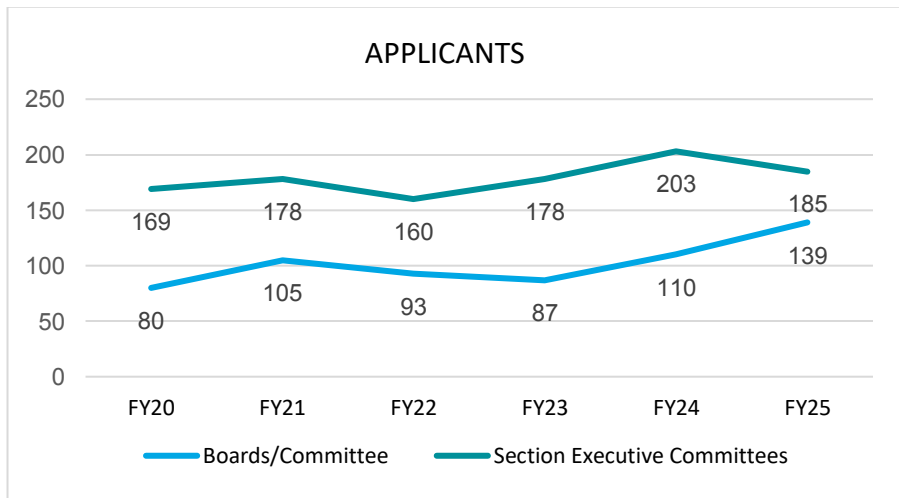 APPLICANTS
250
200
150
100
50
0
169 178 160 178 203 185
80 105 93 87 110 139
FY20 FY21 FY22 FY23 FY24 FY25
Boards/Committee Section Executive Committees